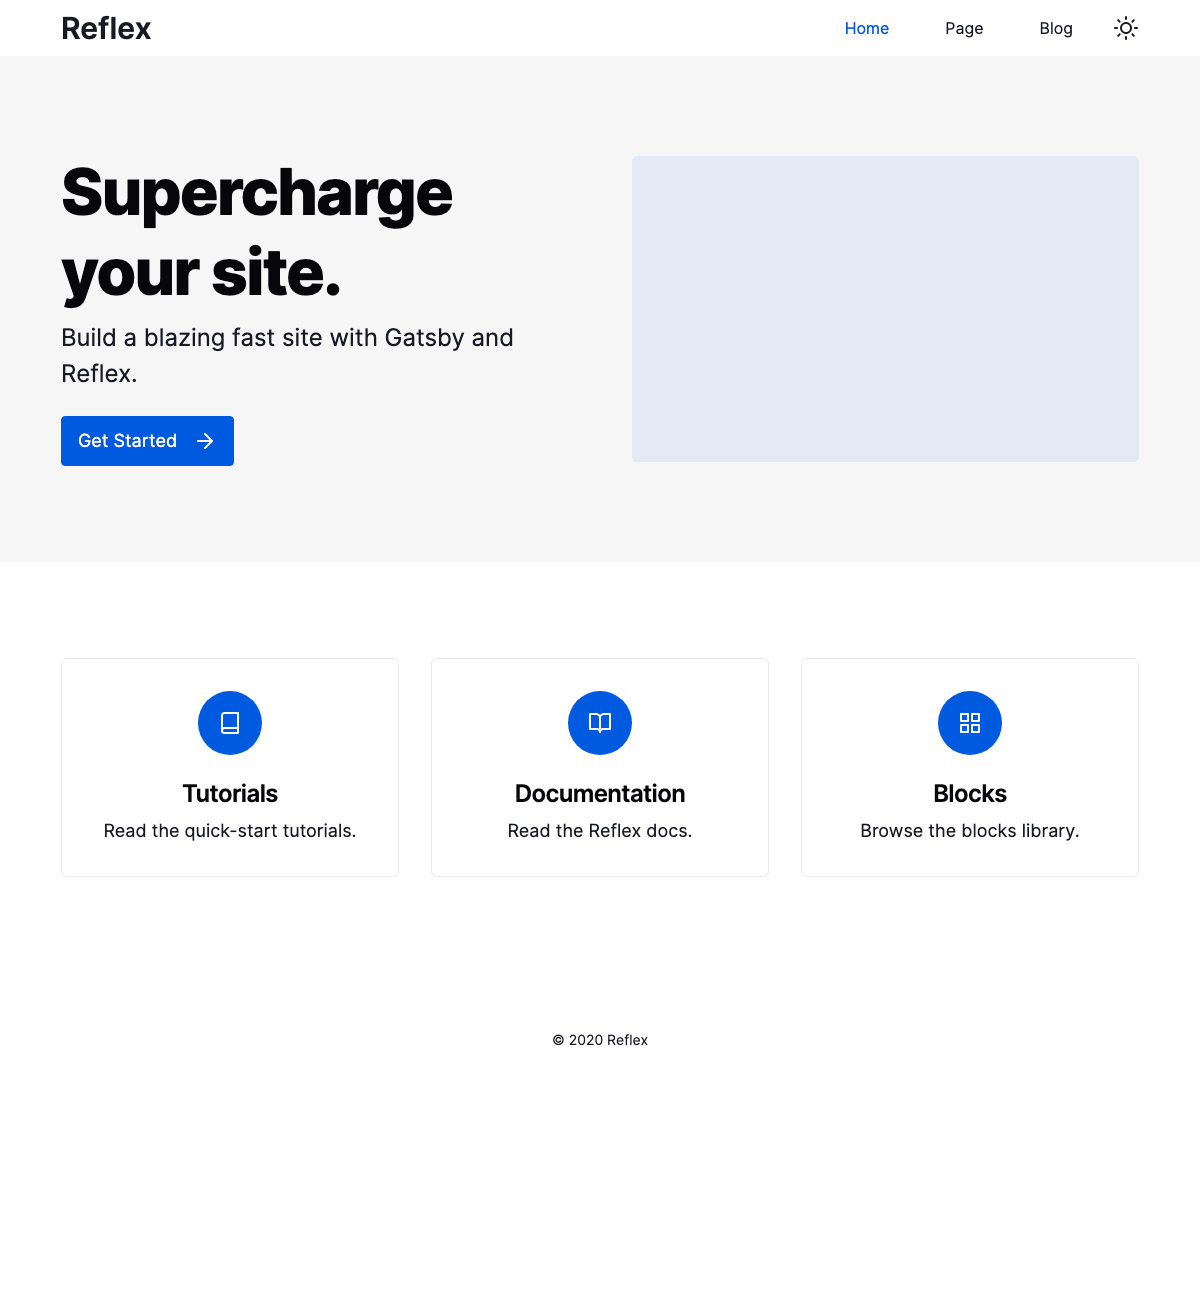 Reflex
Home
Page
Blog
Supercharge
your site.
Build a blazing fast site with Gatsby and
Reflex.
Get Started
Tutorials
Read the quick-start tutorials.
Documentation
Read the Reflex docs.
Blocks
Browse the blocks library.
© 2020 Reflex